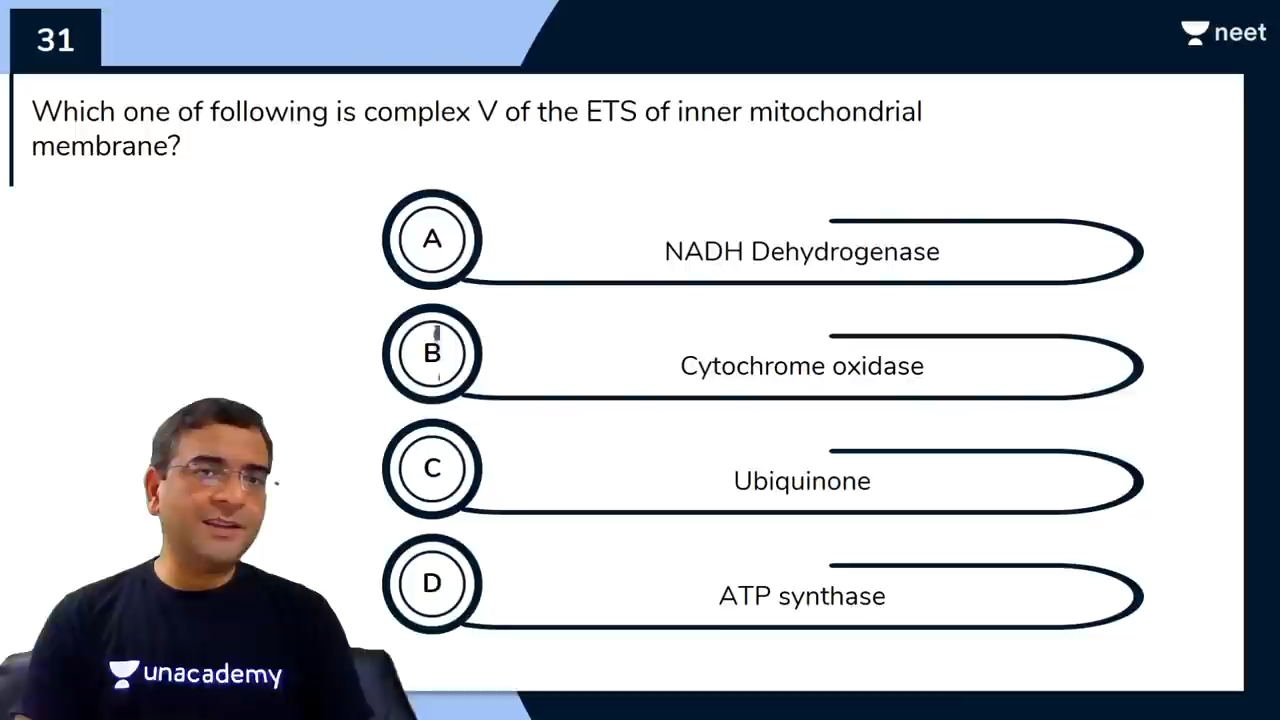 31
neet
Which one of following is complex V of the ETS of inner mitochondrial
membrane?
A
NADH Dehydrogenase
B
Cytochrome oxidase
C
Ubiquinone
D
ATP synthase
unacademy